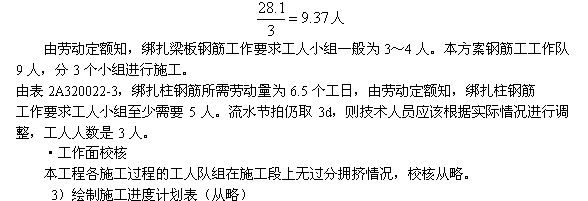 28.1/3 = 9.37人
由劳动定额知，绑扎梁板钢筋工作要求工人小组一般为 3～4 人。本方案钢筋工工作队
9 人，分 3 个小组进行施工。
由表 2A320022-3，绑扎柱钢筋所需劳动量为 6.5 个工日，由劳动定额知，绑扎柱钢筋
工作要求工人小组至少需要 5 人。流水节拍仍取 3d，则技术人员应该根据实际情况进行调
整，工人人数是 3 人。
·工作面校核
本工程各施工过程的工人队组在施工段上无过分拥挤情况，校核从略。
3）绘制施工进度计划表（从略）